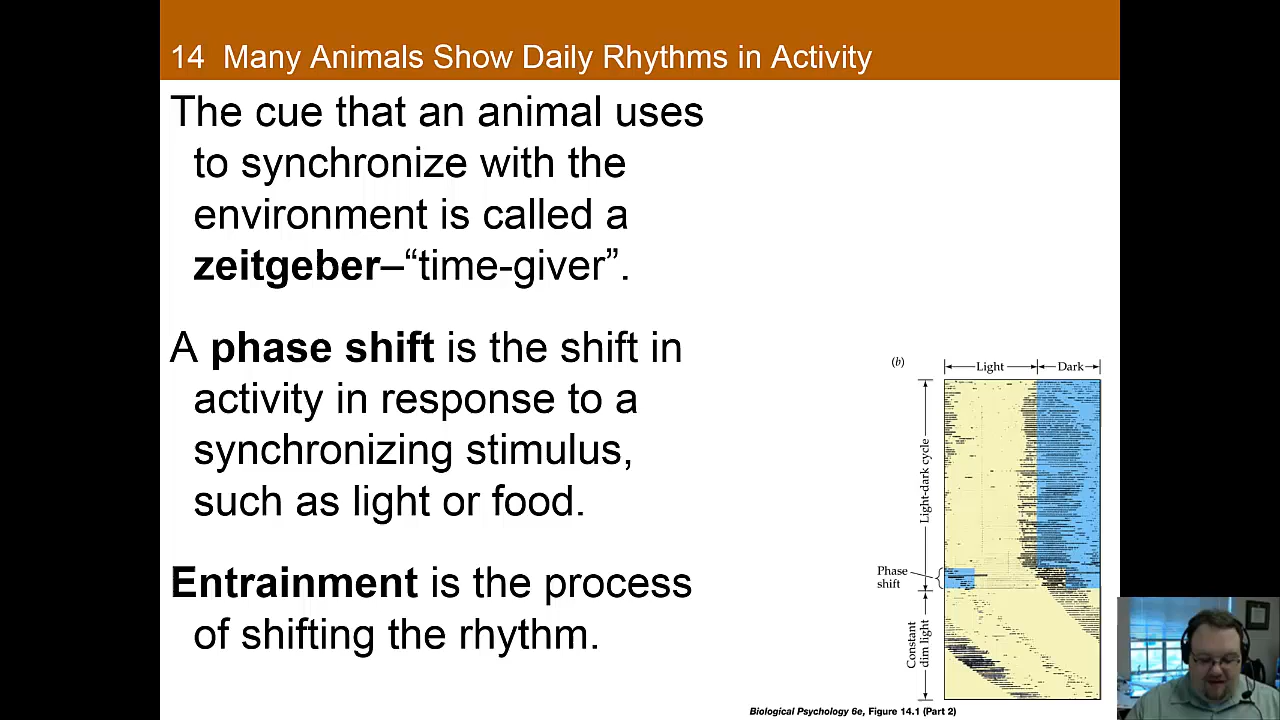 14 Many Animals Show Daily Rhythms in Activity
The cue that an animal uses
to synchronize with the
environment is called a
zeitgeber–“time-giver”.
A phase shift is the shift in
activity in response to a
synchronizing stimulus,
such as light or food.
Entrainment is the process
of shifting the rhythm.
(b)
Light
Dark
Light-dark cycle
Phase
shift
Constant
dim light
Biological Psychology 6e, Figure 14.1 (Part 2)